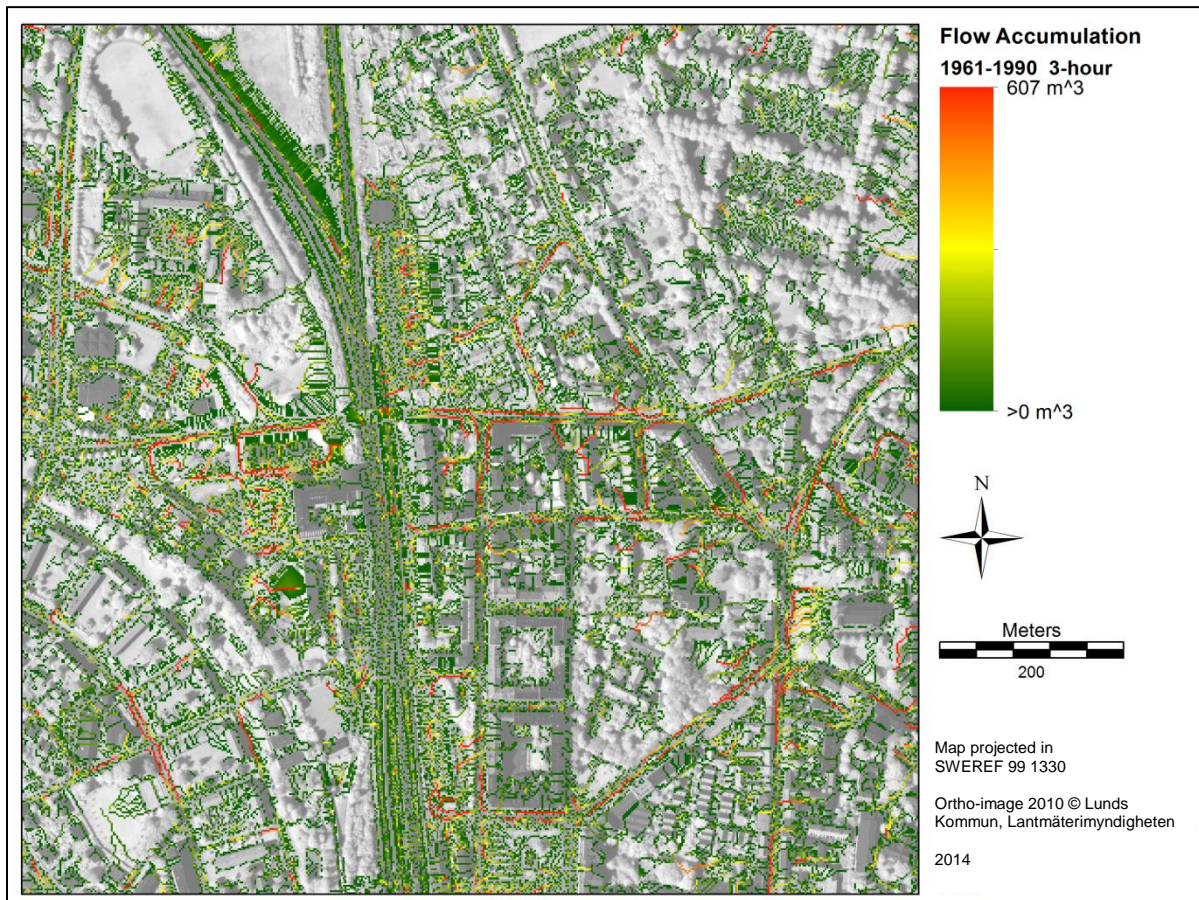 Flow Accumulation
1961-1990 3-hour
607 m^3
>0 m^3
N
Meters
200
Map projected in
SWEREF 99 1330
Ortho-image 2010 © Lunds
Kommun, Lantmäterimyndigheten
2014